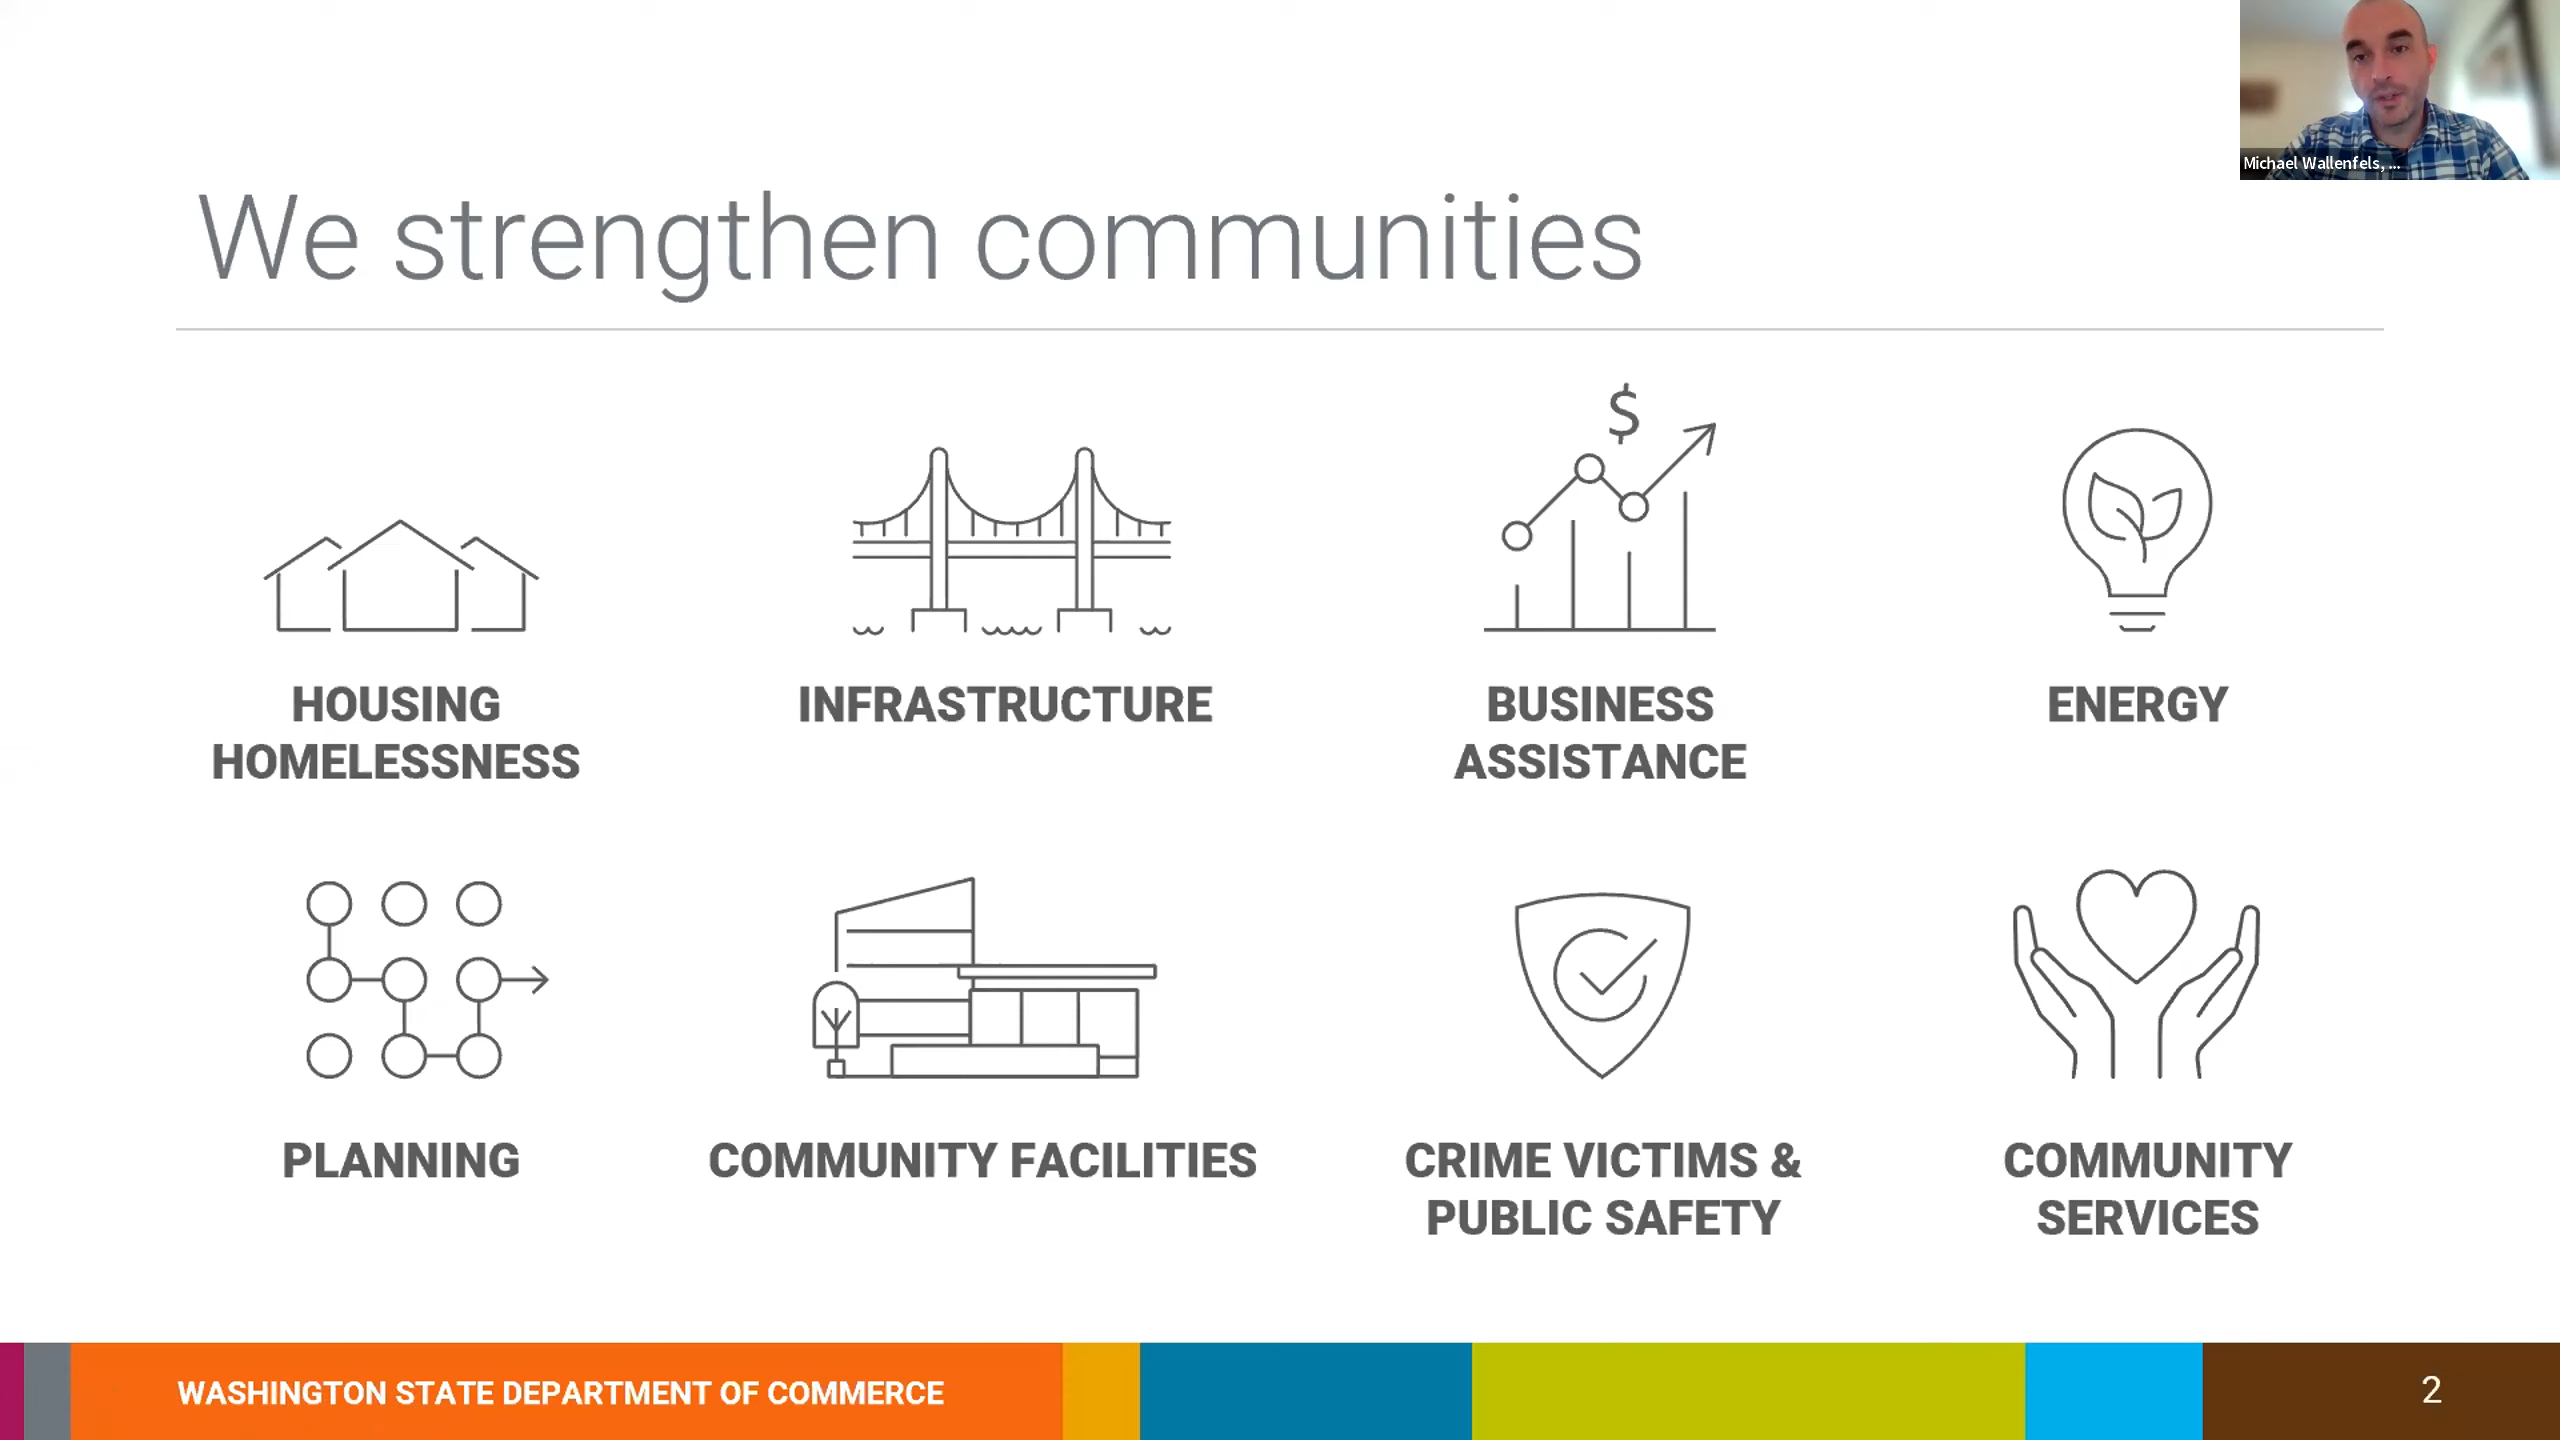 Michael Wallenfels, ...
We strengthen communities
$
HOUSING
HOMELESSNESS
INFRASTRUCTURE
BUSINESS
ASSISTANCE
ENERGY
PLANNING
COMMUNITY FACILITIES
CRIME VICTIMS &
PUBLIC SAFETY
COMMUNITY
SERVICES
WASHINGTON STATE DEPARTMENT OF COMMERCE
2